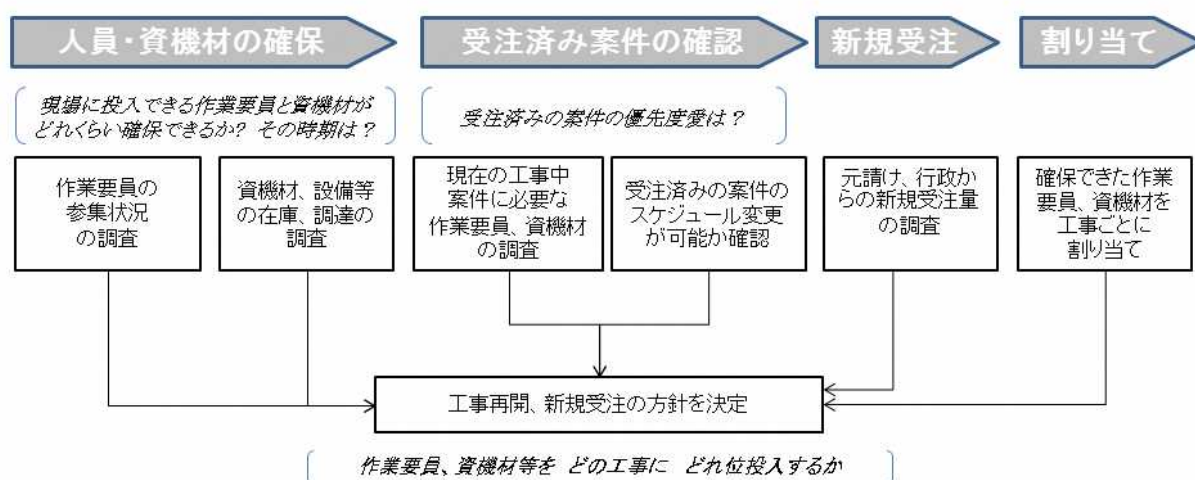 人員・資機材の確保
受注済み案件の確認
新規受注
割り当て
現場に投入できる作業要員と資機材が
どれくらい確保できるか？ その時期は？
受注済みの案件の優先度愛は？
作業要員の
参集状況
の調査
資機材、設備等
の在庫、調達の
調査
現在の工事中
案件に必要な
作業要員、資機材
の調査
受注済みの案件の
スケジュール変更
が可能か確認
元請け、行政か
らの新規受注量
の調査
確保できた作業
要員、資機材を
工事ごとに
割り当て
工事再開、新規受注の方針を決定
作業要員、資機材等を どの工事に どれ位投入するか